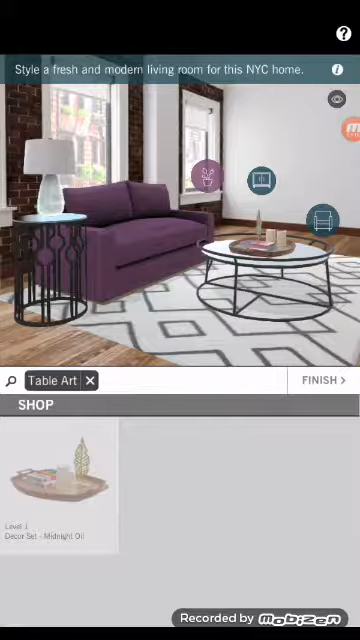 ?
Style a fresh and modern living room for this NYC home.
i
Table Art X
FINISH >
SHOP
Level 1
Decor Set - Midnight Oil
Recorded by mobizen